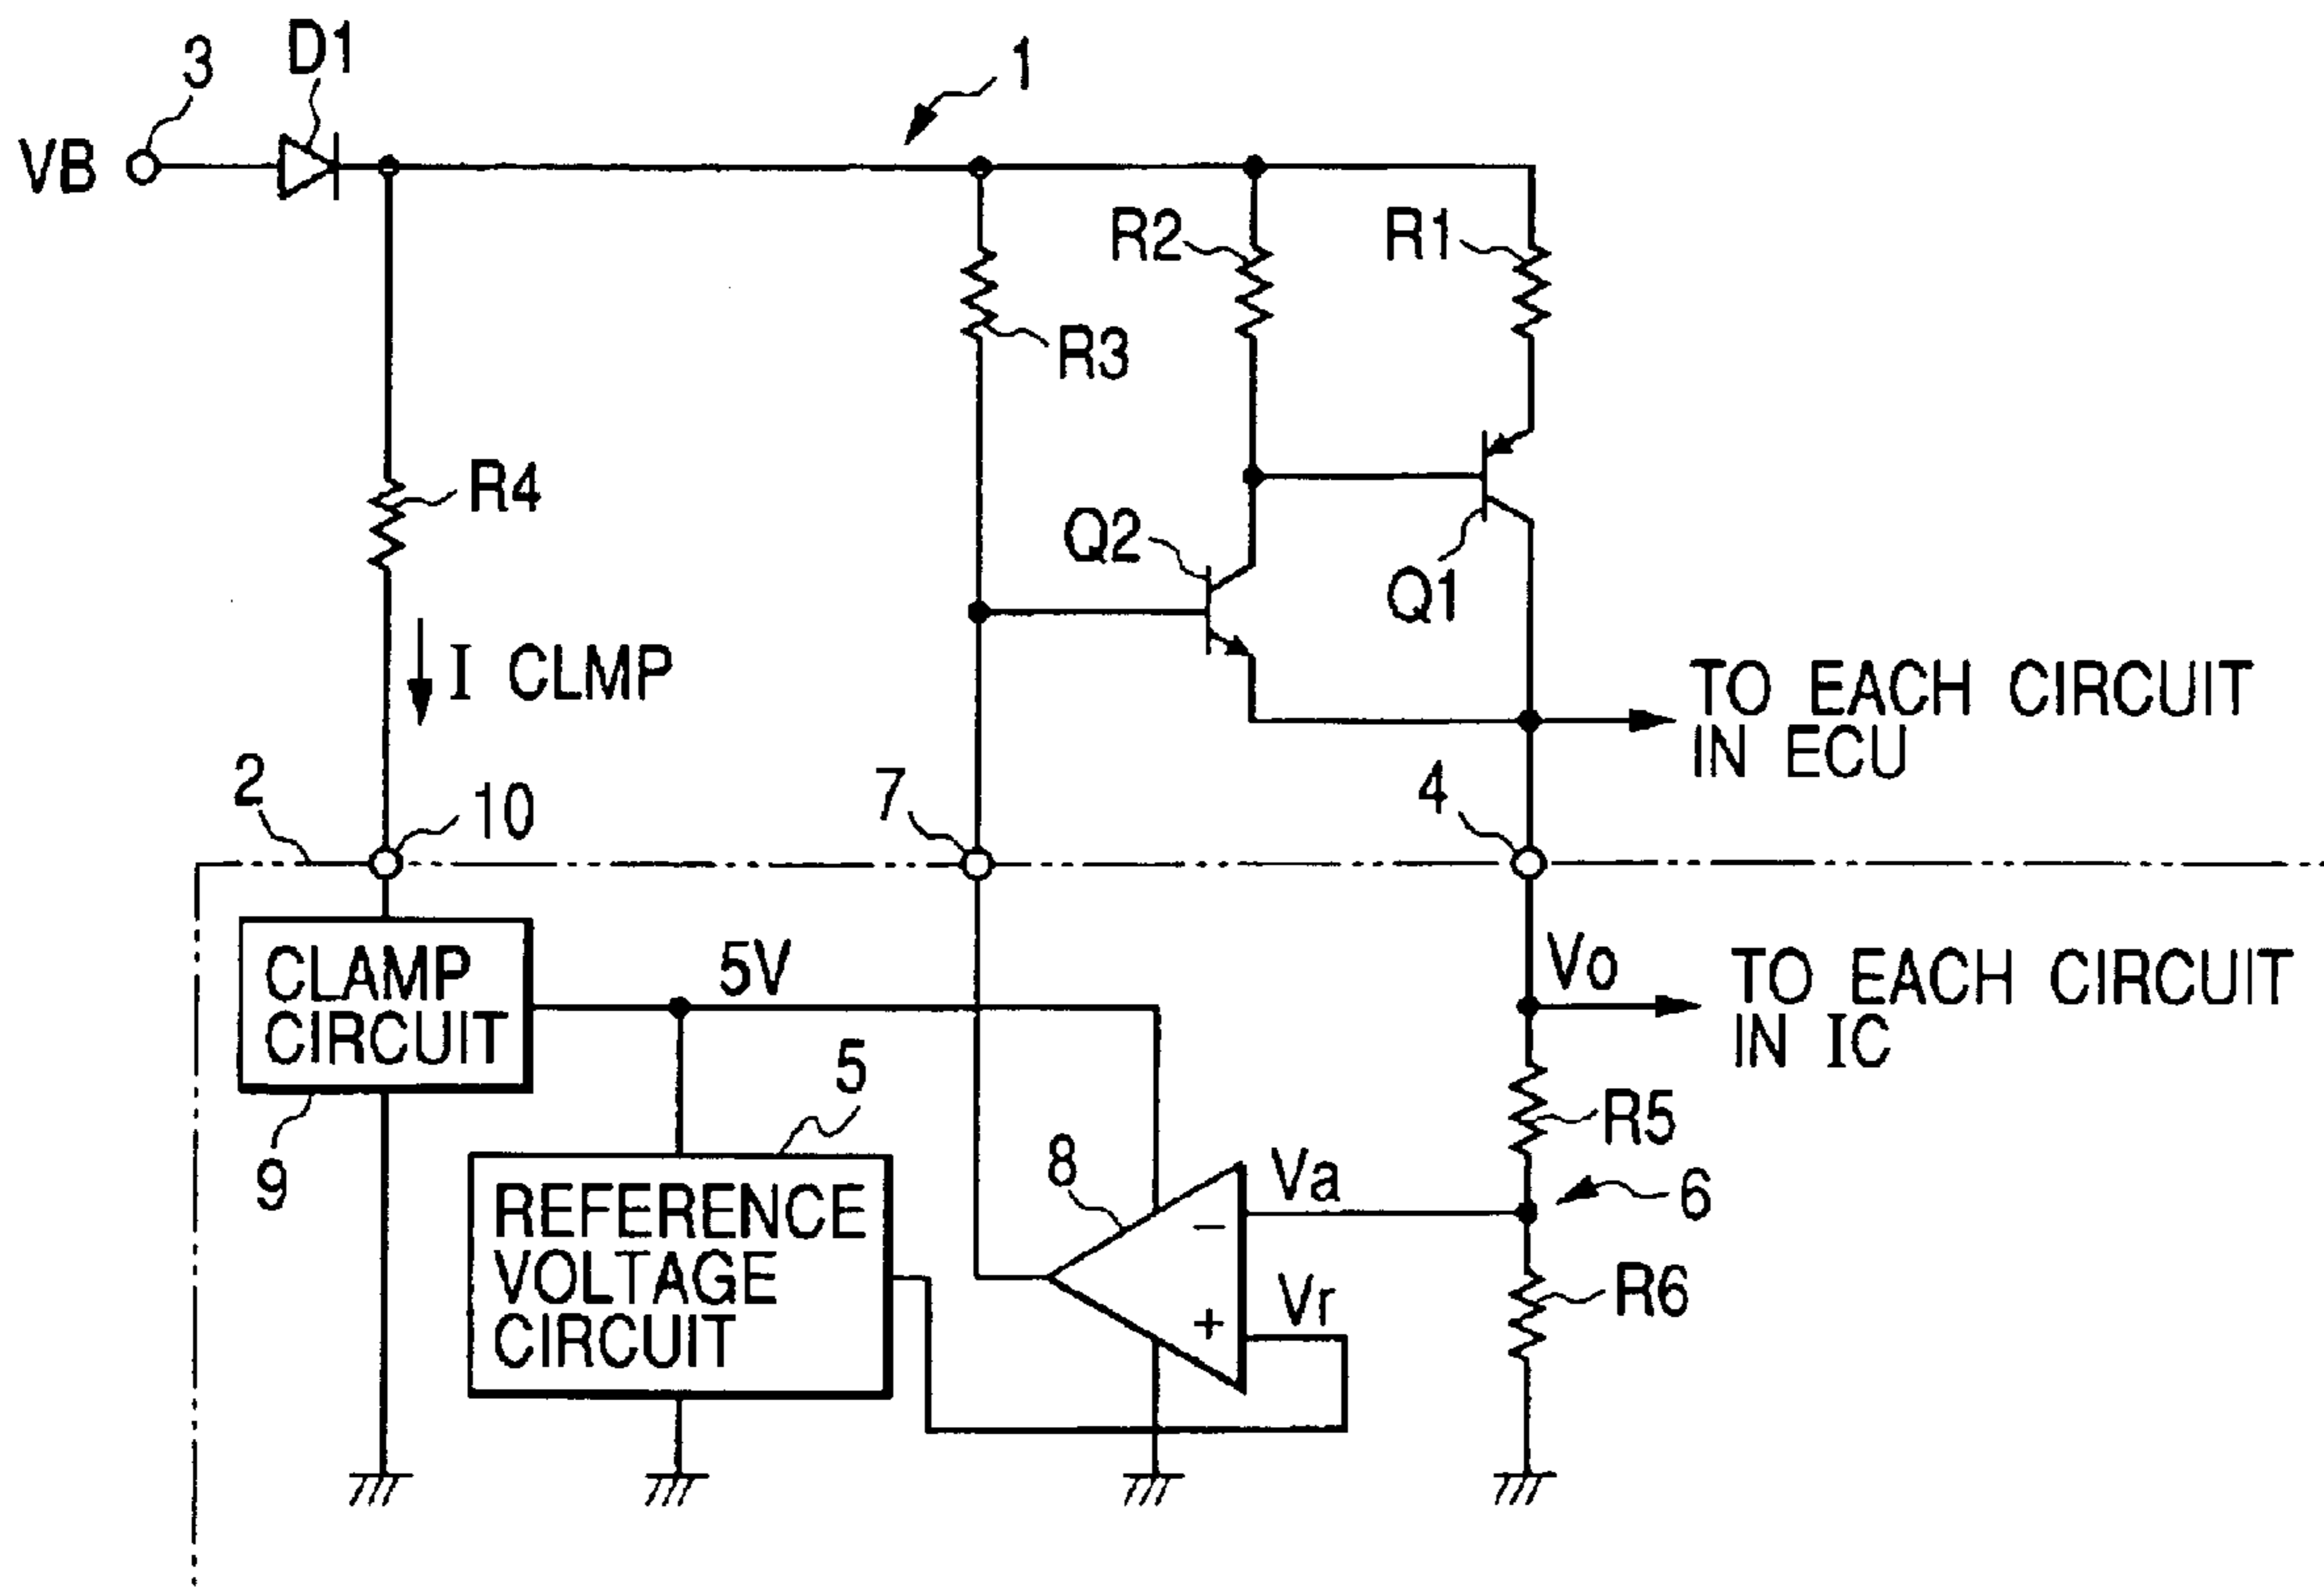 3
D1
1
VB
R2
R1
R3
R4
Q2
Q1
I CLMP
TO EACH CIRCUIT
IN ECU
2
10
7
4
CLAMP
CIRCUIT
5V
Vo
TO EACH CIRCUIT
IN IC
5
R5
9
8
Va
6
REFERENCE
VOLTAGE
CIRCUIT
−
+
Vr
R6